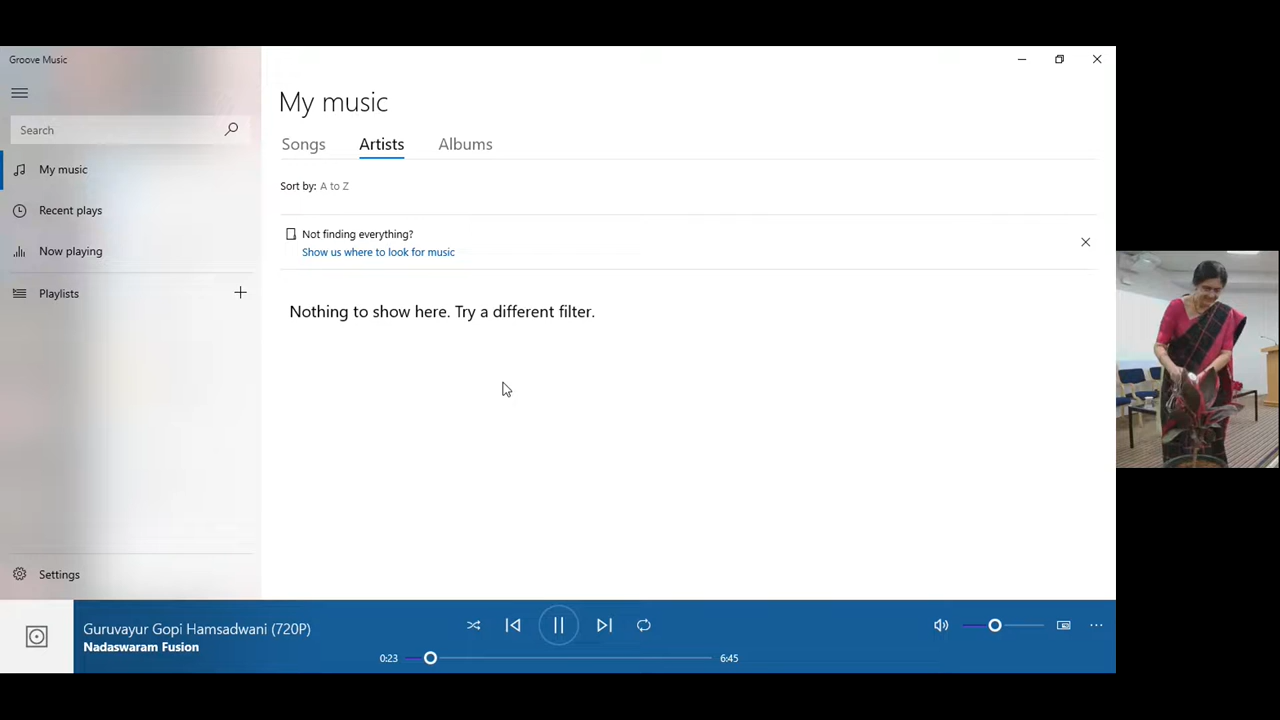 Groove Music
Search
My music
Recent plays
Now playing
Playlists
Settings
My music
Songs Artists Albums
Sort by: A to Z
Not finding everything?
Show us where to look for music
Nothing to show here. Try a different filter.
Guruvayur Gopi Hamsadwani (720P)
Nadaswaram Fusion
0:23 6:45